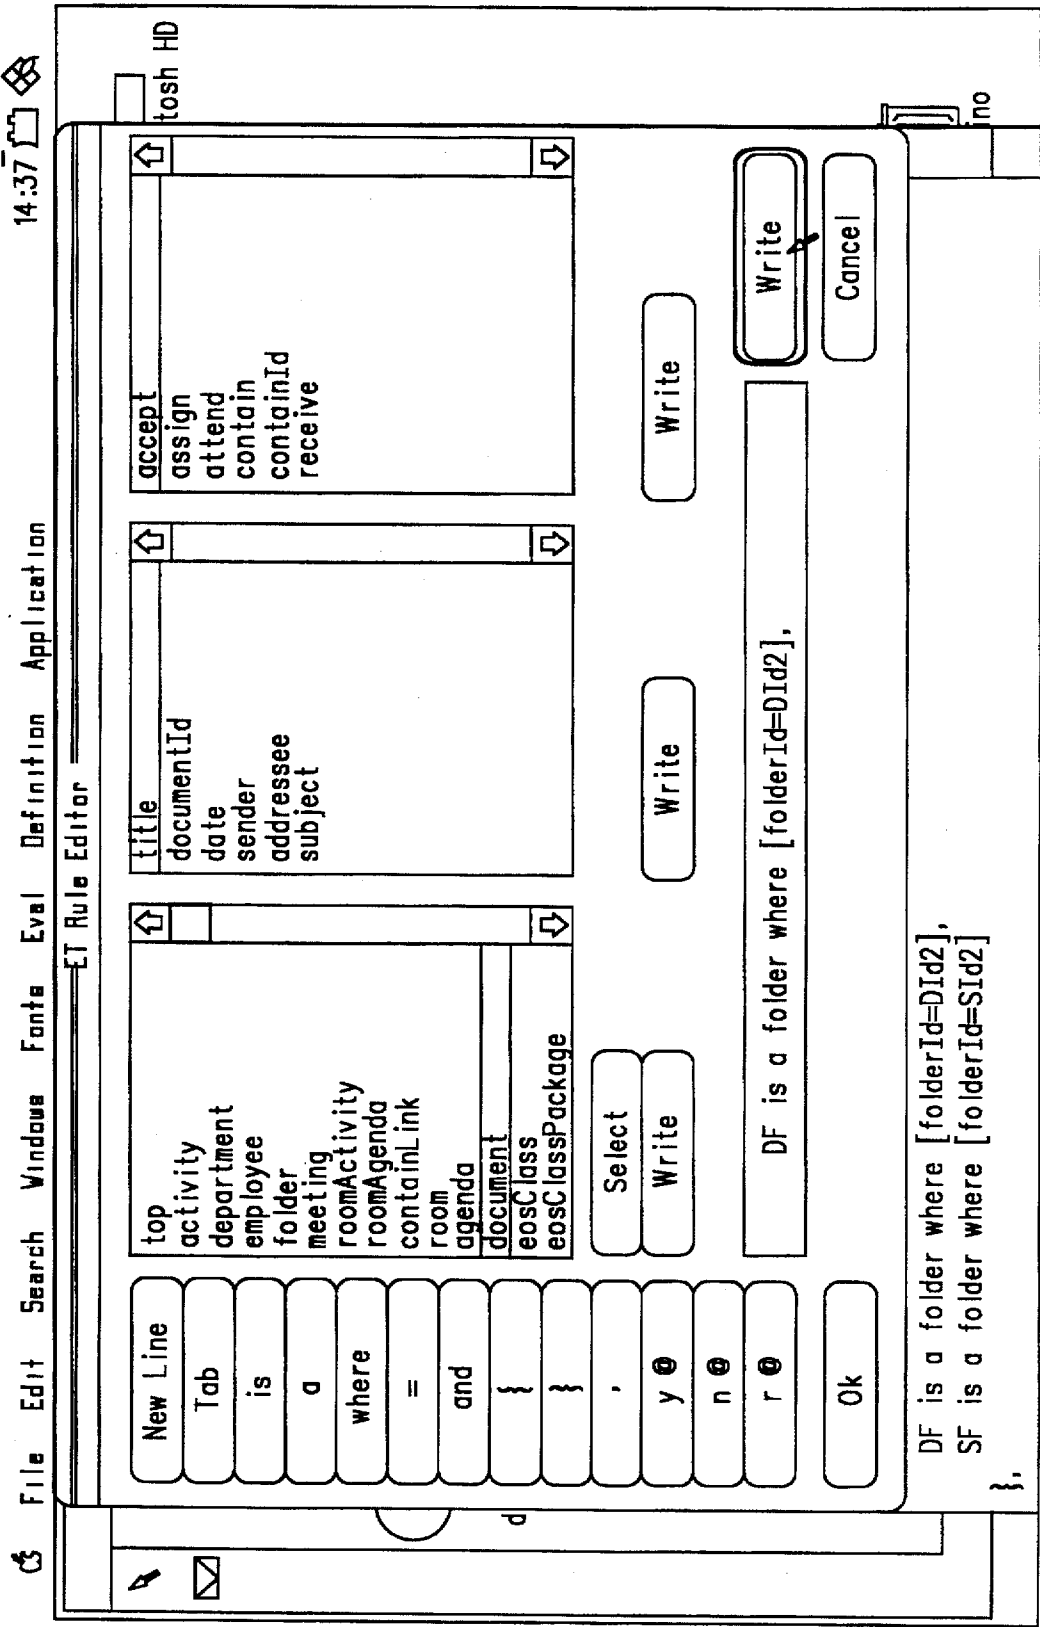 File Edit Search Windows Fonts Eval Definition Application 14:37
ET Rule Editor
tosh HD
New Line
Tab
is
a
where
=
and
{
}
,
y @
n @
r @
Ok
top
activity
department
employee
folder
meeting
roomActivity
roomAgenda
containLink
room
agenda
document
eosClass
eosClassPackage
Select
Write
title
documentId
date
sender
addressee
subject
Write
accept
assign
attend
contain
containId
receive
Write
DF is a folder where [folderId=DId2],
Write
Cancel
d
ino
DF is a folder where [folderId=DId2],
SF is a folder where [folderId=SId2]
},